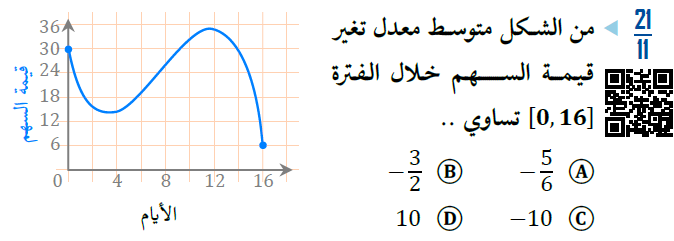 21/11
من الشكل متوسط معدل تغير
قيمة السهم خلال الفترة
[0, 16] تساوي ..
A -5/6
B -3/2
C -10
D 10
قيمة السهم
36
30
24
18
12
6
0 4 8 12 16
الأيام